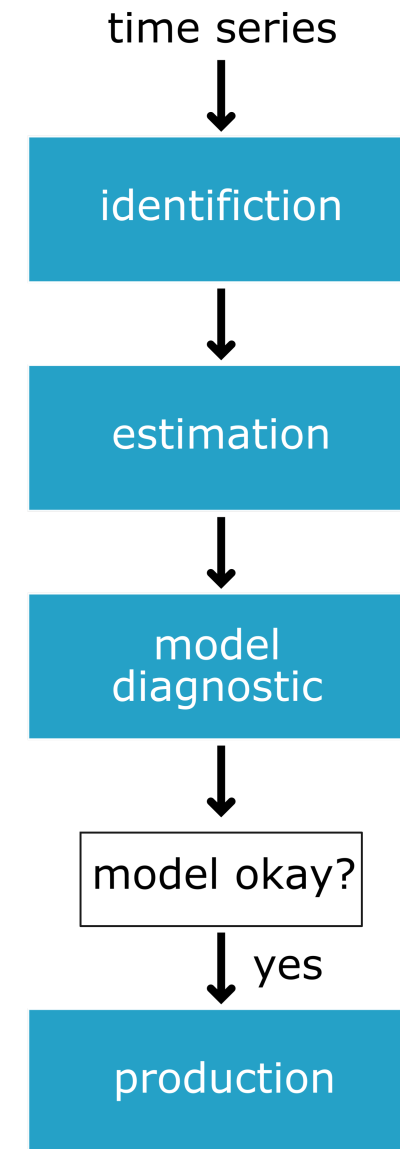 time series
identifiction
estimation
model
diagnostic
model okay?
yes
production